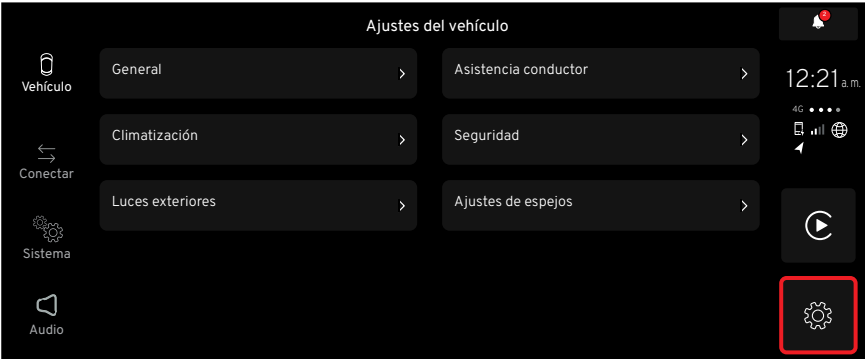 Ajustes del vehículo
2
Vehículo
General
Asistencia conductor
12:21 a.m.
4G
Climatización
Seguridad
Conectar
Luces exteriores
Ajustes de espejos
Sistema
Audio